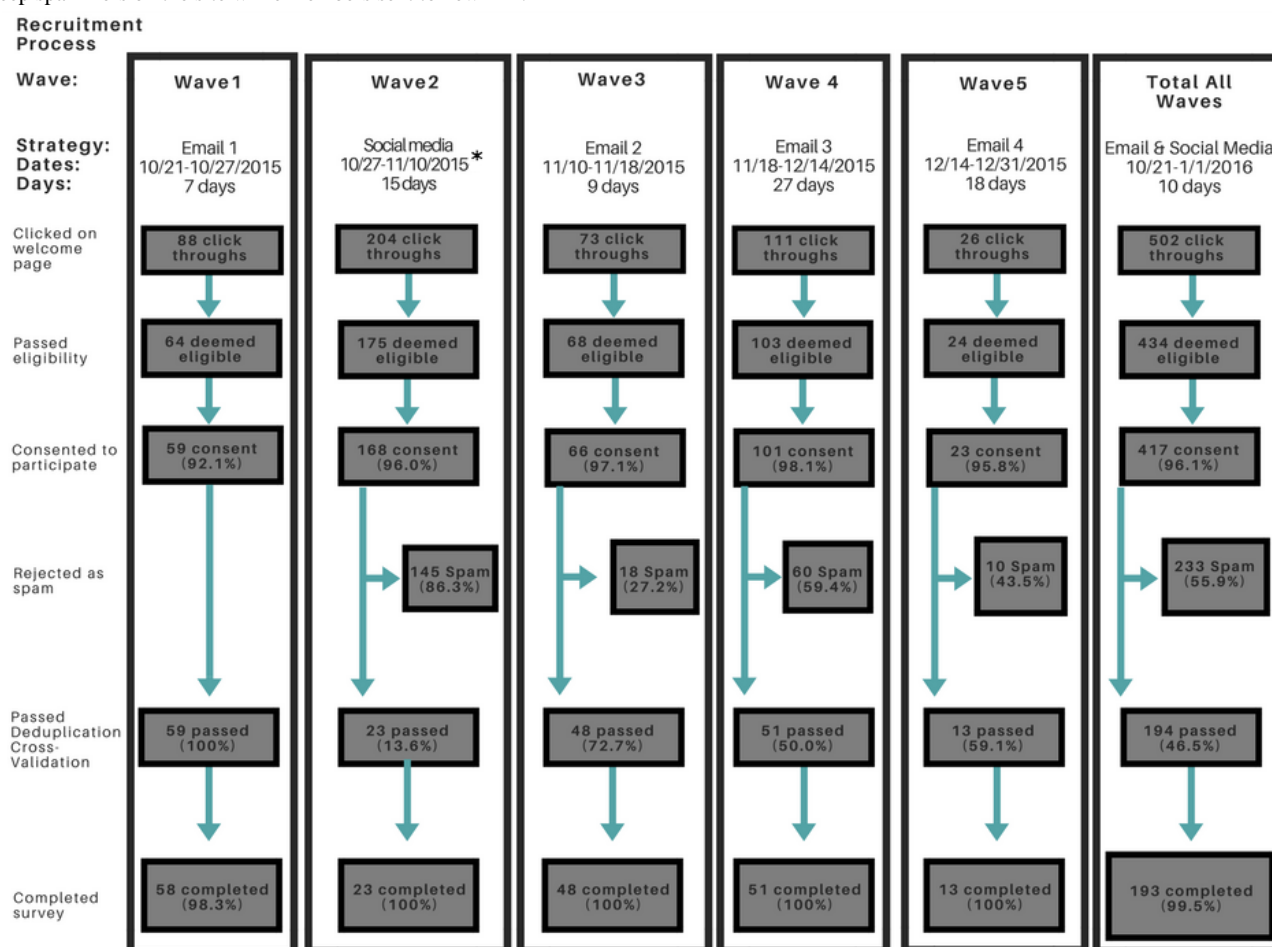 Recruitment
Process
Wave:
Wave1
Wave2
Wave3
Wave 4
Wave5
Total All
Waves
Strategy:
Dates:
Days:
Email 1
10/21-10/27/2015
7 days
Social media
10/27-11/10/2015 *
15 days
Email 2
11/10-11/18/2015
9 days
Email 3
11/18-12/14/2015
27 days
Email 4
12/14-12/31/2015
18 days
Email & Social Media
10/21-1/1/2016
10 days
Clicked on
welcome
page
88 click
throughs
204 click
throughs
73 click
throughs
111 click
throughs
26 click
throughs
502 click
throughs
Passed
eligibility
64 deemed
eligible
175 deemed
eligible
68 deemed
eligible
103 deemed
eligible
24 deemed
eligible
434 deemed
eligible
Consented to
participate
59 consent
(92.1%)
168 consent
(96.0%)
66 consent
(97.1%)
101 consent
(98.1%)
23 consent
(95.8%)
417 consent
(96.1%)
Rejected as
spam
145 Spam
(86.3%)
18 Spam
(27.2%)
60 Spam
(59.4%)
10 Spam
(43.5%)
233 Spam
(55.9%)
Passed
Deduplication
Cross-
Validation
59 passed
(100%)
23 passed
(13.6%)
48 passed
(72.7%)
51 passed
(50.0%)
13 passed
(59.1%)
194 passed
(46.5%)
Completed
survey
58 completed
(98.3%)
23 completed
(100%)
48 completed
(100%)
51 completed
(100%)
13 completed
(100%)
193 completed
(99.5%)